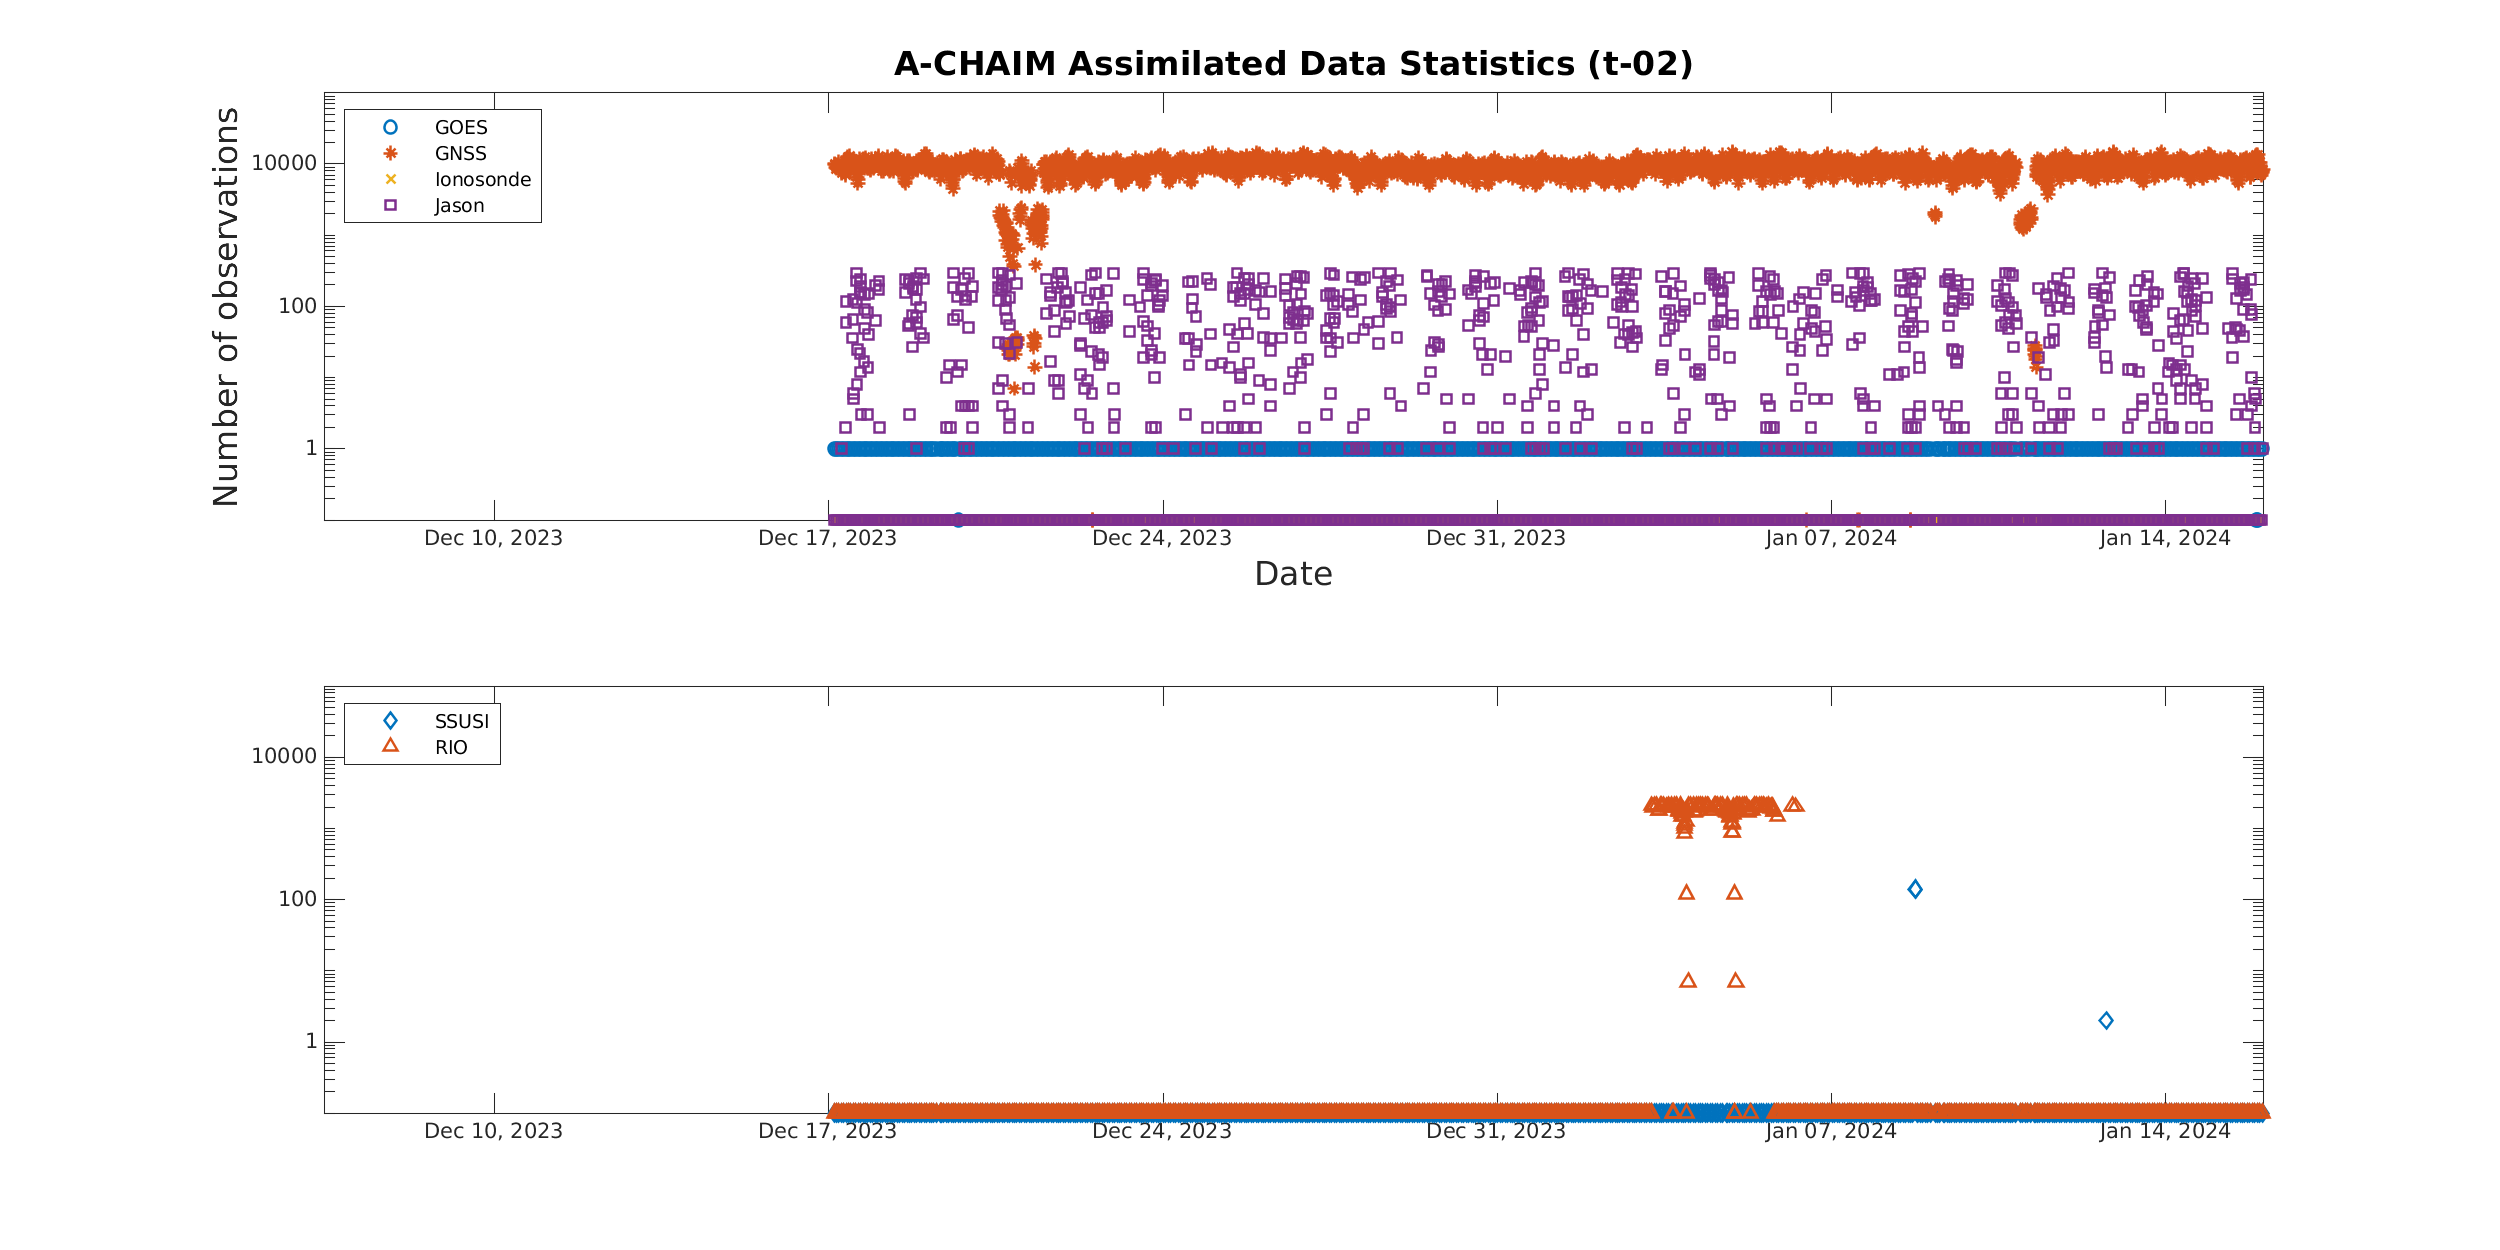 A-CHAIM Assimilated Data Statistics (t-02)
Number of observations
GOES
GNSS
Ionosonde
Jason
10000
100
1
Dec 10, 2023
Dec 17, 2023
Dec 24, 2023
Dec 31, 2023
Jan 07, 2024
Jan 14, 2024
Date
SSUSI
RIO
10000
100
1
Dec 10, 2023
Dec 17, 2023
Dec 24, 2023
Dec 31, 2023
Jan 07, 2024
Jan 14, 2024